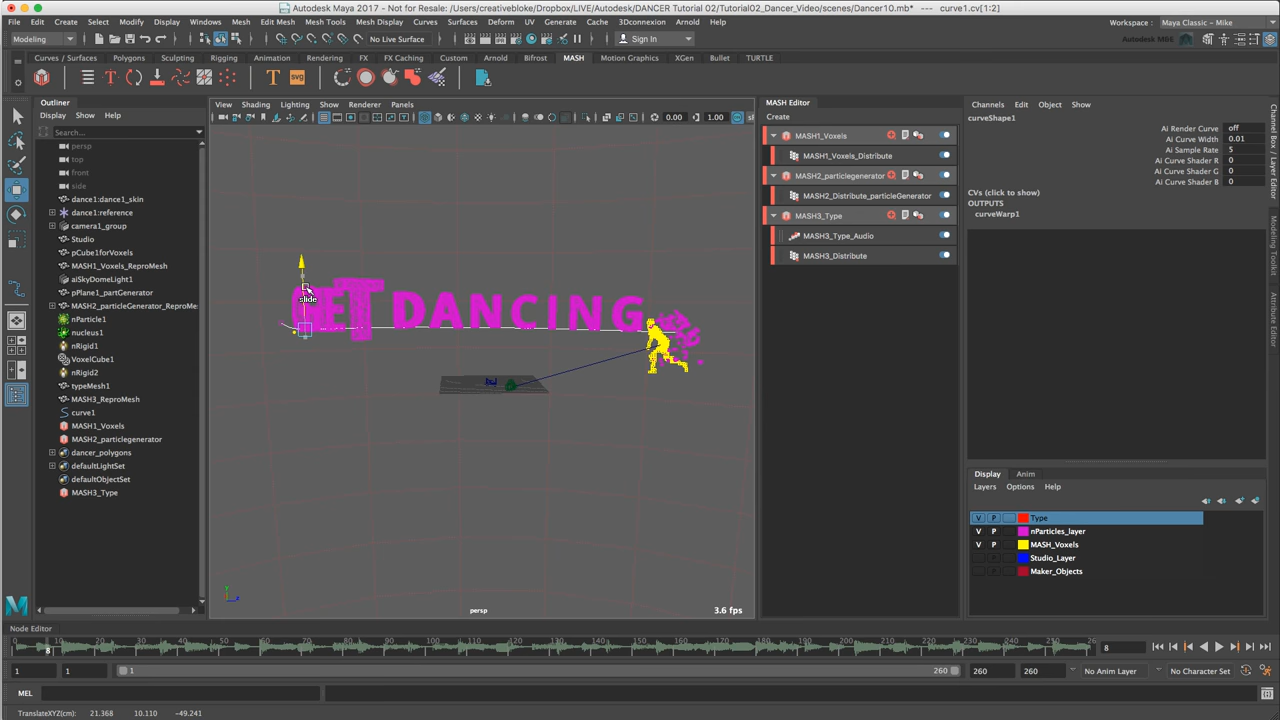 Autodesk Maya 2017 - Not for Resale: /Users/creativebloke/Dropbox/LIVE/Autodesk/DANCER Tutorial 02/Tutorial02_Dancer_Video/scenes/Dancer10.mb* --- curve1.cv[1:2]
File Edit Create Select Modify Display Windows Mesh Edit Mesh Mesh Tools Mesh Display Curves Surfaces Deform UV Generate Cache 3Dconnexion Arnold Help Workspace : Maya Classic - Mike
Modeling No Live Surface Sign In
Curves / Surfaces Polygons Sculpting Rigging Animation Rendering FX FX Caching Custom Arnold Bifrost MASH Motion Graphics XGen Bullet TURTLE
Outliner
Display Show Help
Search...
persp
top
front
side
dance1:dance1_skin
dance1:reference
camera1_group
Studio
pCube1forVoxels
MASH1_Voxels_ReproMesh
aiSkyDomeLight1
pPlane1_partGenerator
MASH2_particleGenerator_ReproMe
nParticle1
nucleus1
nRigid1
VoxelCube1
nRigid2
typeMesh1
MASH3_ReproMesh
curve1
MASH1_Voxels
MASH2_particlegenerator
dancer_polygons
defaultLightSet
defaultObjectSet
MASH3_Type
View Shading Lighting Show Renderer Panels
0.00 1.00
GET DANCING
slide
persp
3.6 fps
MASH Editor
Create
MASH1_Voxels
MASH1_Voxels_Distribute
MASH2_particlegenerator
MASH2_Distribute_particleGenerator
MASH3_Type
MASH3_Type_Audio
MASH3_Distribute
Channels Edit Object Show
curveShape1
Ai Render Curve off
Ai Curve Width 0.01
Ai Sample Rate 5
Ai Curve Shader R 0
Ai Curve Shader G 0
Ai Curve Shader B 0
CVs (click to show)
OUTPUTS
curveWarp1
Channel Box / Layer Editor
Modeling Toolkit
Attribute Editor
Display Anim
Layers Options Help
Type
V P nParticles_layer
V P MASH_Voxels
Studio_Layer
Maker_Objects
Node Editor
8
1 1 1 260 260 260 No Anim Layer No Character Set
MEL
TranslateXYZ(cm): 21.368 10.110 -49.241